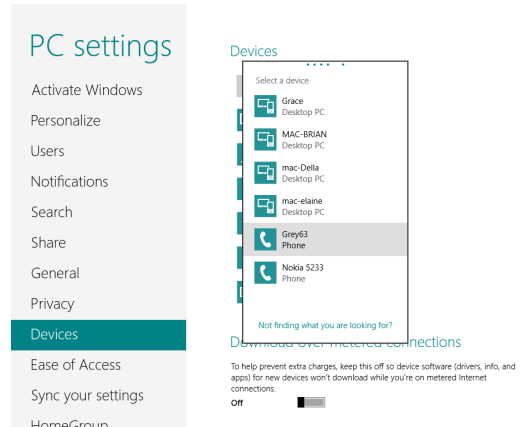 PC settings
Activate Windows
Personalize
Users
Notifications
Search
Share
General
Privacy
Devices
Ease of Access
Sync your settings
HomeGroup
Devices
Select a device
Grace
Desktop PC
MAC-BRIAN
Desktop PC
mac-Della
Desktop PC
mac-elaine
Desktop PC
Grey63
Phone
Nokia 5233
Phone
Not finding what you are looking for?
Download over metered connections
To help prevent extra charges, keep this off so device software (drivers, info, and
apps) for new devices won't download while you're on metered Internet
connections.
Off